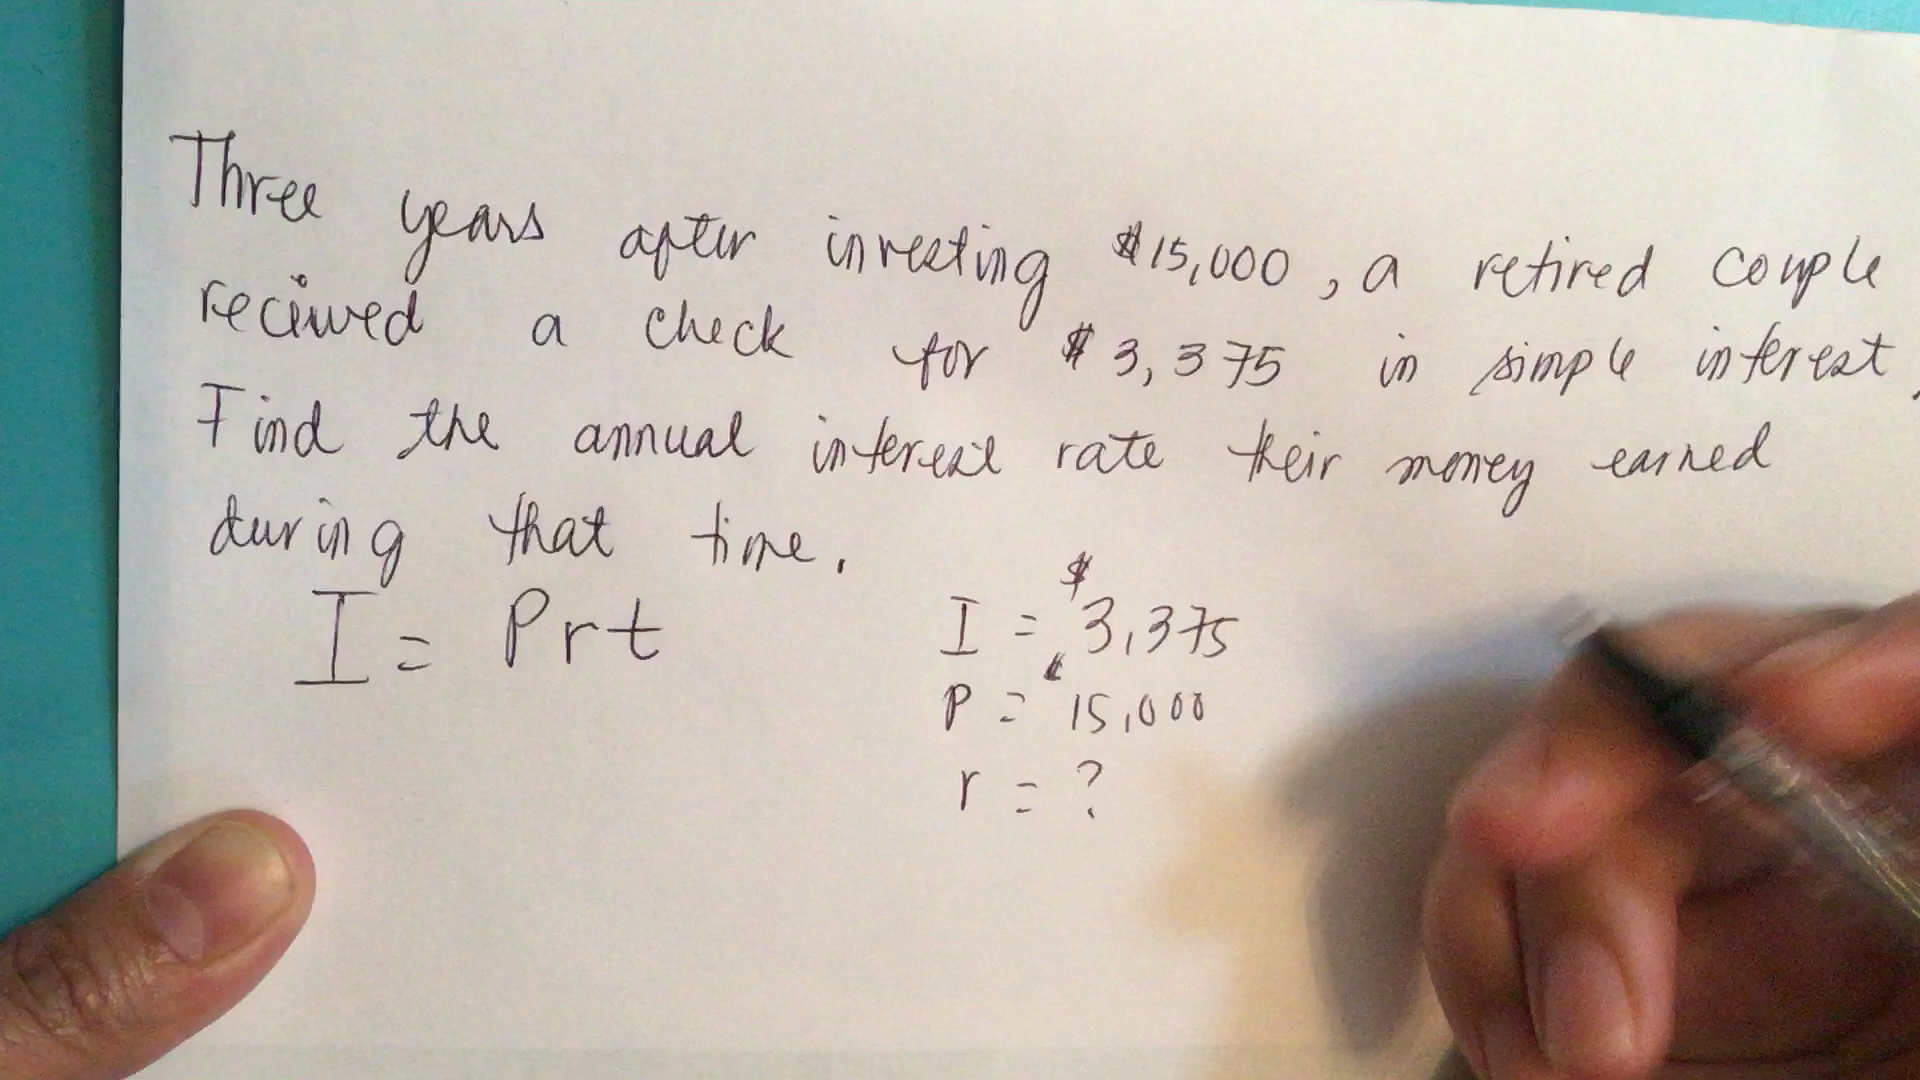 Three years after investing $15,000, a retired couple
received a check for $3,375 in simple interest.
Find the annual interest rate their money earned
during that time.
I = Prt
I = $3,375
P = 15,000
r = ?